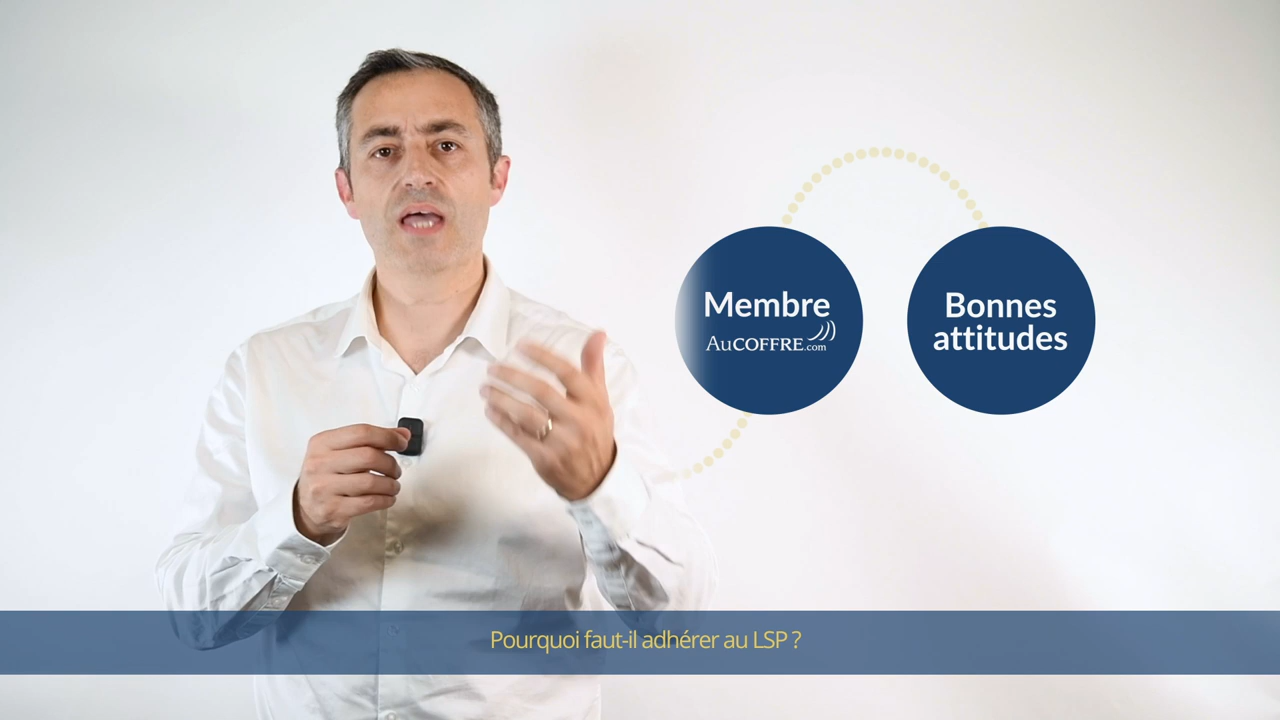 Membre
AuCOFFRE.com
Bonnes
attitudes
Pourquoi faut-il adhérer au LSP ?